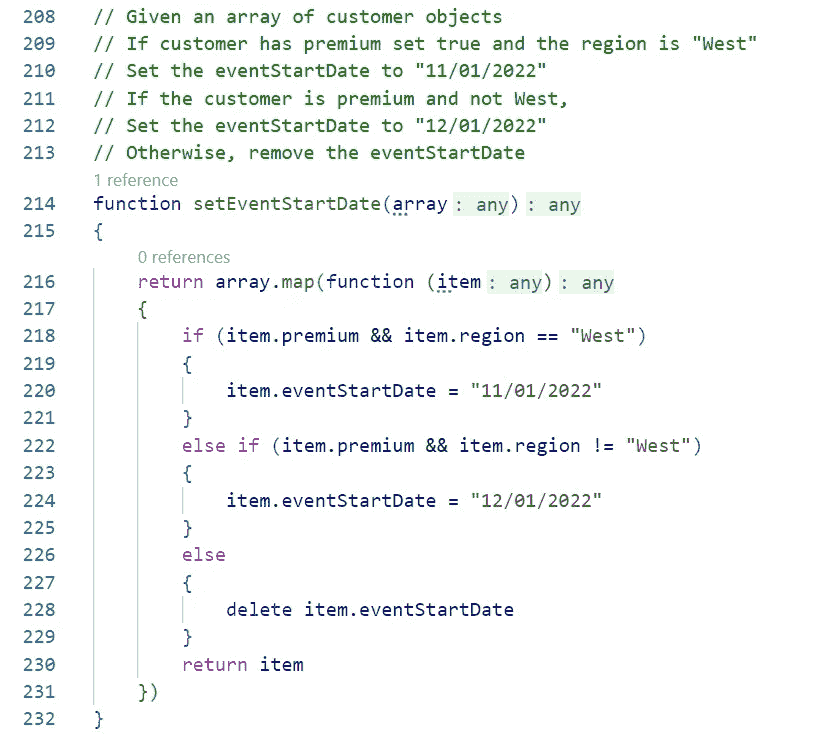 208 // Given an array of customer objects
209 // If customer has premium set true and the region is "West"
210 // Set the eventStartDate to "11/01/2022"
211 // If the customer is premium and not West,
212 // Set the eventStartDate to "12/01/2022"
213 // Otherwise, remove the eventStartDate
1 reference
214 function setEventStartDate(array : any) : any
215 {
0 references
216 return array.map(function (item : any) : any
217 {
218 if (item.premium && item.region == "West")
219 {
220 item.eventStartDate = "11/01/2022"
221 }
222 else if (item.premium && item.region != "West")
223 {
224 item.eventStartDate = "12/01/2022"
225 }
226 else
227 {
228 delete item.eventStartDate
229 }
230 return item
231 })
232 }